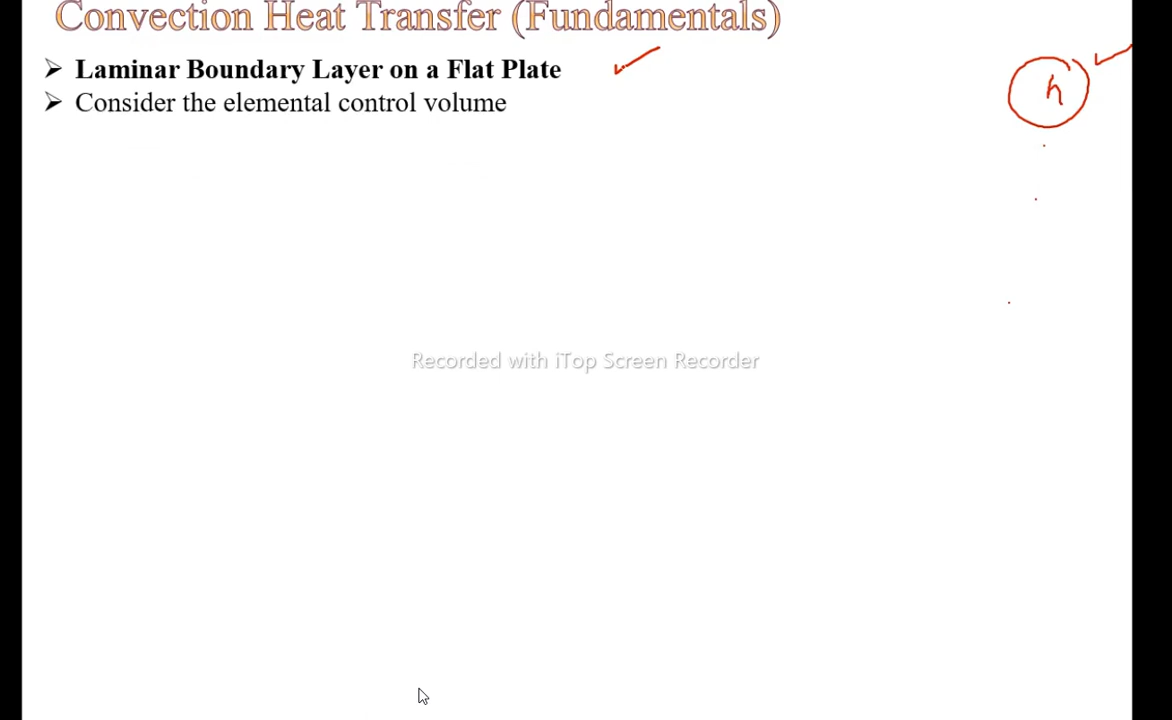 Convection Heat Transfer (Fundamentals)
➢ Laminar Boundary Layer on a Flat Plate
➢ Consider the elemental control volume
h
Recorded with iTop Screen Recorder